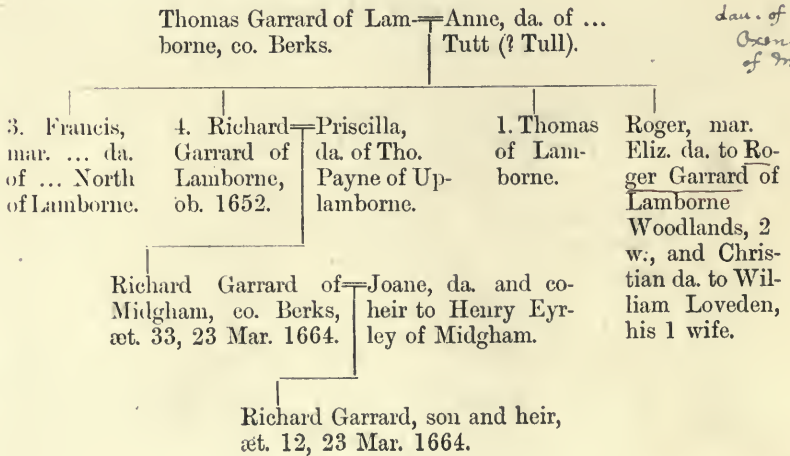 Thomas Garrard of Lam-
borne, co. Berks.
Anne, da. of ...
Tutt (? Tull).
dau. of
Oxen
of
3. Francis,
mar. ... da.
of ... North
of Lamborne.
4. Richard
Garrard of
Lamborne,
ob. 1652.
Priscilla,
da. of Tho.
Payne of Up-
lamborne.
1. Thomas
of Lam-
borne.
Roger, mar.
Eliz. da. to Ro-
ger Garrard of
Lamborne
Woodlands, 2
w., and Chris-
tian da. to Wil-
liam Loveden,
his 1 wife.
Richard Garrard of
Midgham, co. Berks,
æt. 33, 23 Mar. 1664.
Joane, da. and co-
heir to Henry Eyr-
ley of Midgham.
Richard Garrard, son and heir,
æt. 12, 23 Mar. 1664.